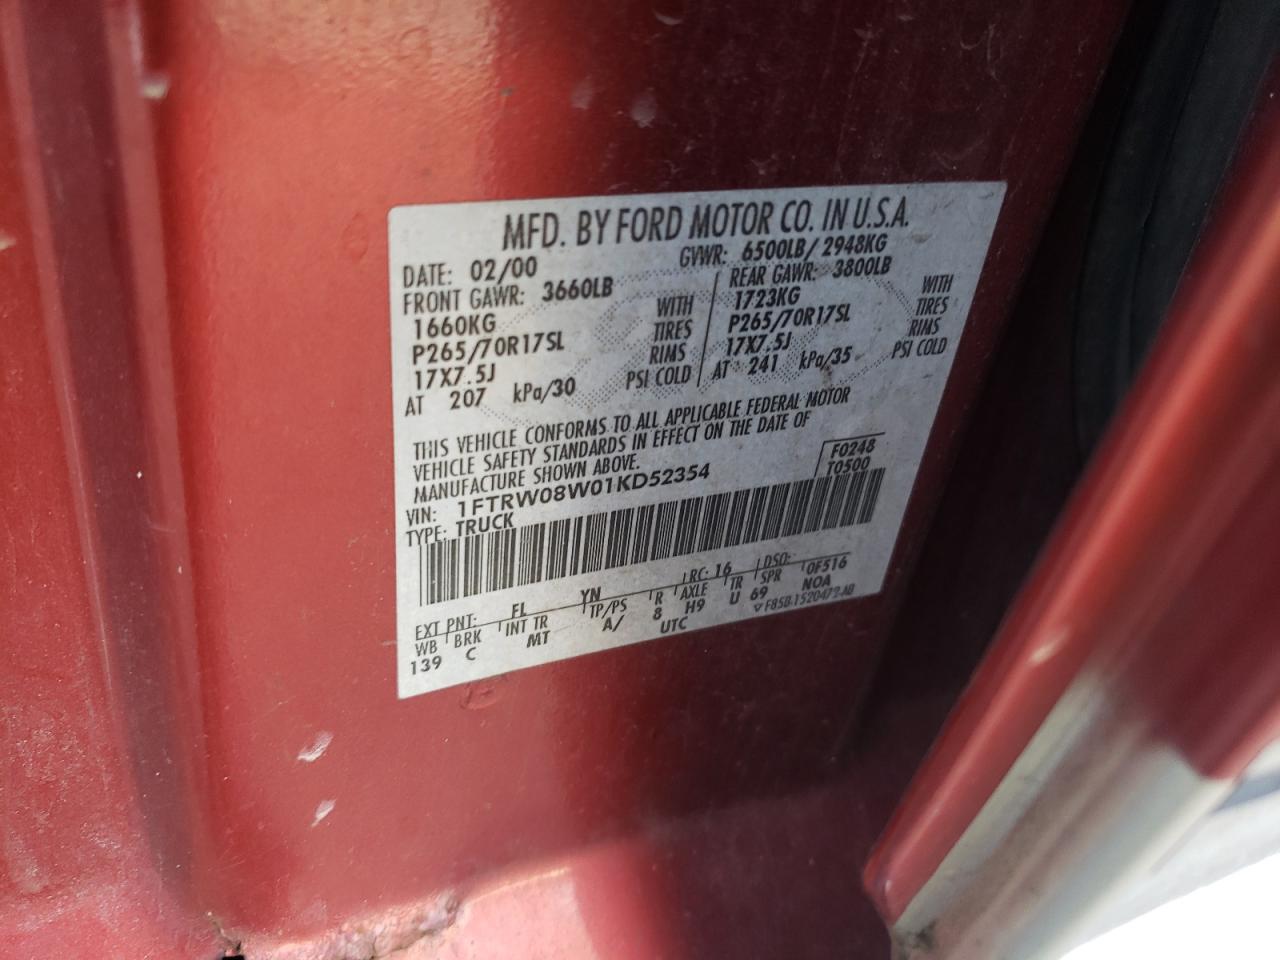 MFD. BY FORD MOTOR CO. IN U.S.A.
DATE: 02/00 GVWR: 6500LB/ 2948KG
FRONT GAWR: 3660LB REAR GAWR: 3800LB
1660KG WITH 1723KG WITH
P265/70R17SL TIRES P265/70R17SL TIRES
17X7.5J RIMS 17X7.5J RIMS
AT 207 kPa/30 PSI COLD AT 241 kPa/35 PSI COLD
THIS VEHICLE CONFORMS TO ALL APPLICABLE FEDERAL MOTOR
VEHICLE SAFETY STANDARDS IN EFFECT ON THE DATE OF
MANUFACTURE SHOWN ABOVE.
F0248
VIN: 1FTRW08W01KD52354 T0500
TYPE: TRUCK
EXT PNT: FL YN RC: 16 DSO: 0F516
WB BRK INT TR TP/PS R AXLE TR SPR NOA
139 C MT A/ 8 H9 U 69
UTC ▽ F85B-1520472-AB